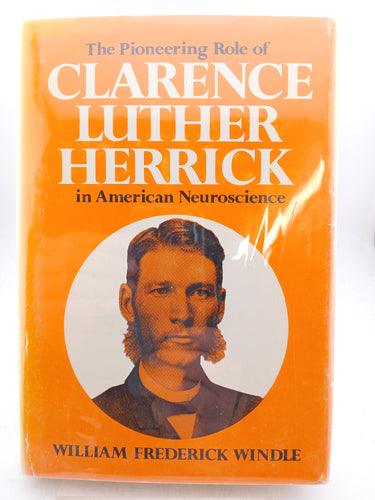 The Pioneering Role of
CLARENCE
LUTHER
HERRICK
in American Neuroscience
WILLIAM FREDERICK WINDLE